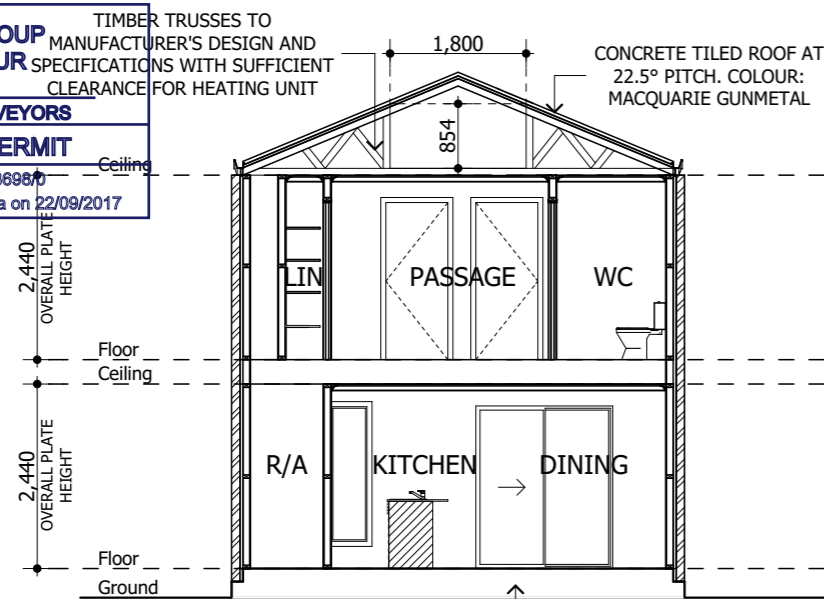 OUP
UR
VEYORS
ERMIT
a on 22/09/2017
TIMBER TRUSSES TO
MANUFACTURER'S DESIGN AND
SPECIFICATIONS WITH SUFFICIENT
CLEARANCE FOR HEATING UNIT
1,800
CONCRETE TILED ROOF AT
22.5° PITCH. COLOUR:
MACQUARIE GUNMETAL
854
Ceiling
2,440
OVERALL PLATE
HEIGHT
LIN
PASSAGE
WC
Floor
Ceiling
2,440
OVERALL PLATE
HEIGHT
R/A
KITCHEN
DINING
Floor
Ground